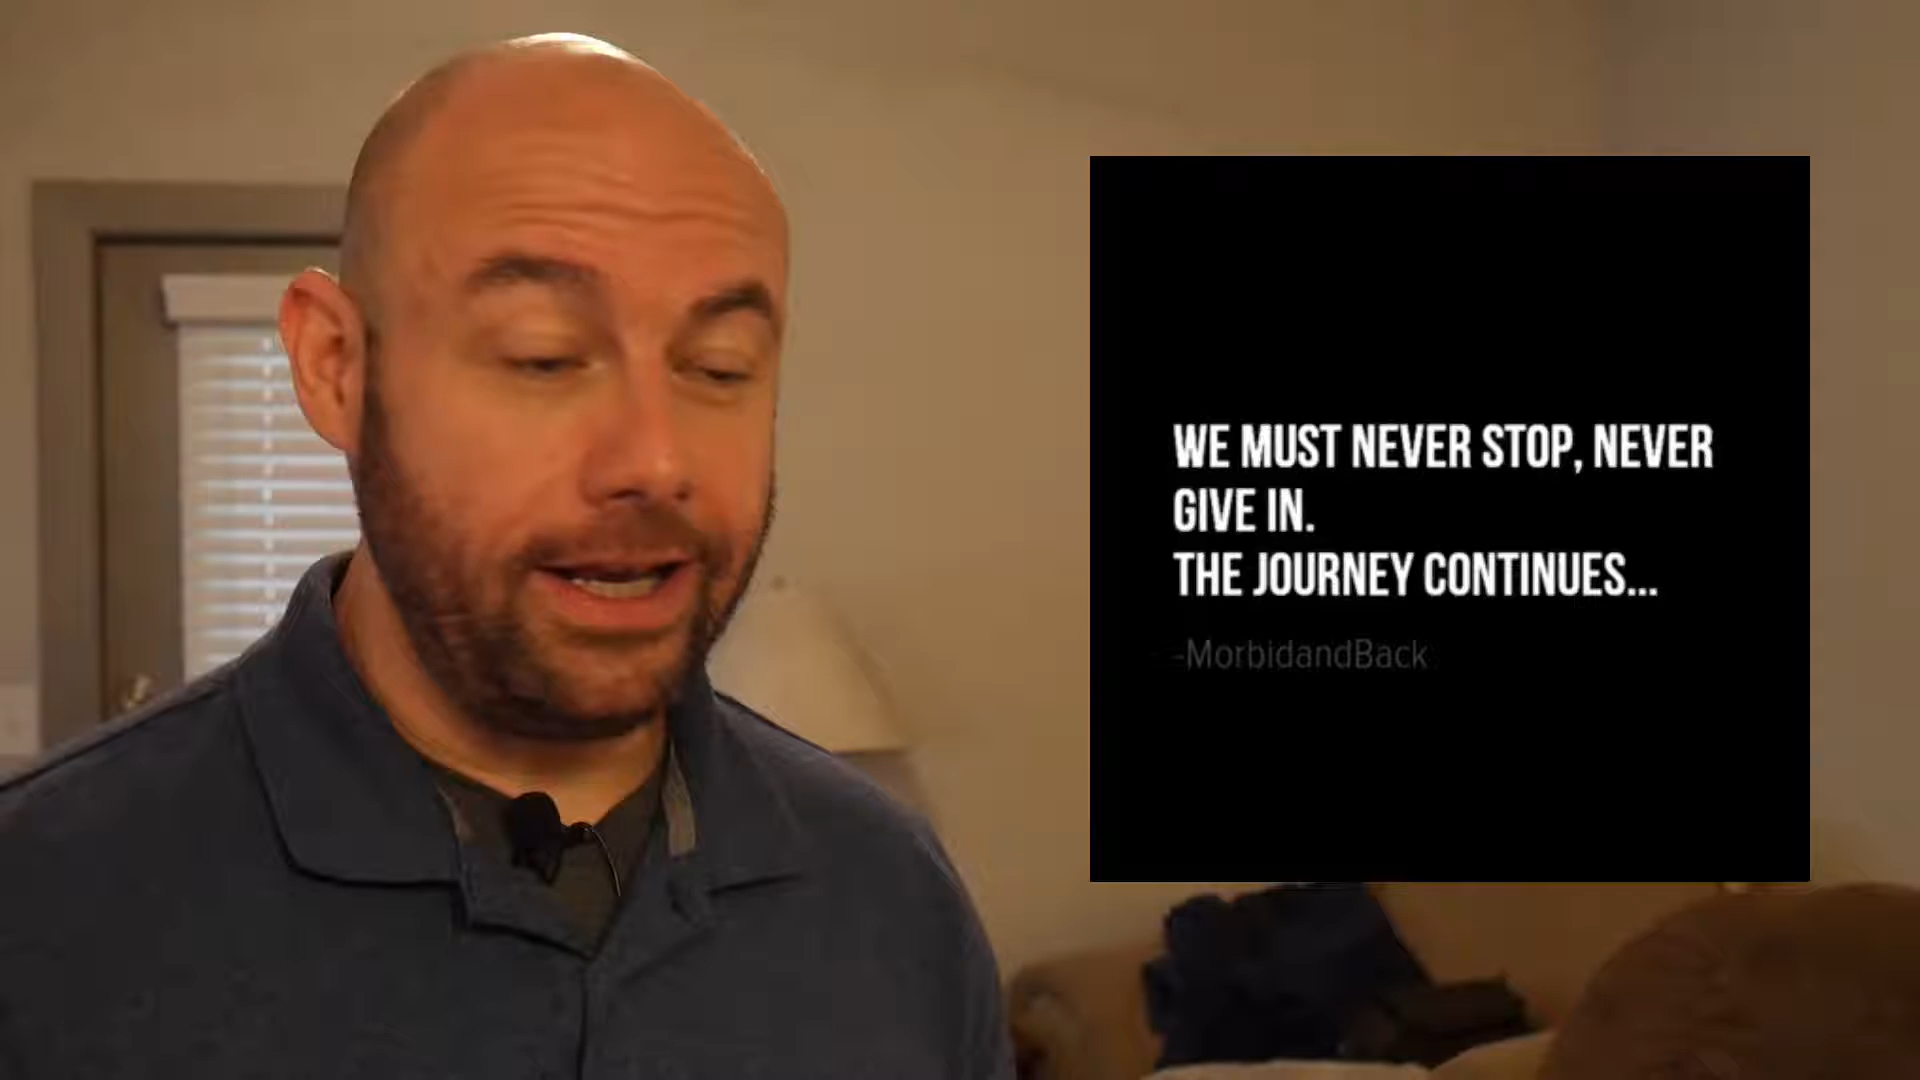 WE MUST NEVER STOP, NEVER
GIVE IN.
THE JOURNEY CONTINUES...
-MorbidandBack